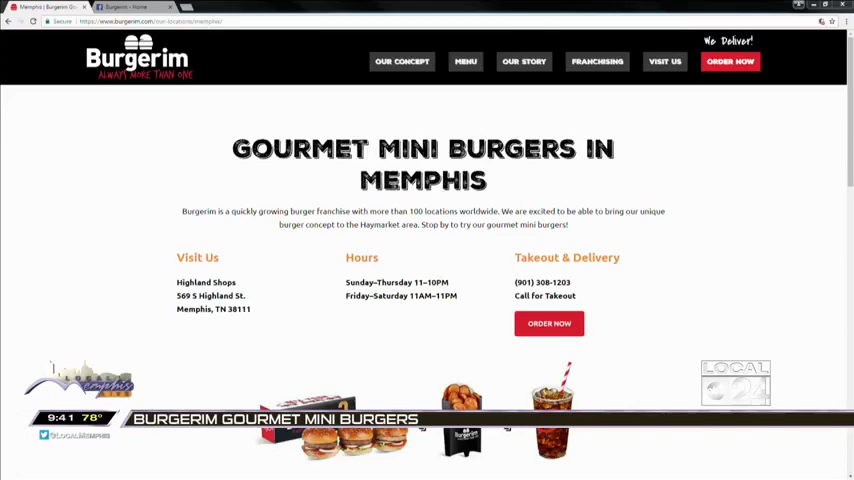 Memphis | Burgerim Go
Burgerim - Home
Secure
https://www.burgerim.com/our-locations/memphis/
We Deliver!
Burgerim
ALWAYS MORE THAN ONE
OUR CONCEPT
MENU
OUR STORY
FRANCHISING
VISIT US
ORDER NOW
GOURMET MINI BURGERS IN
MEMPHIS
Burgerim is a quickly growing burger franchise with more than 100 locations worldwide. We are excited to be able to bring our unique
burger concept to the Haymarket area. Stop by to try our gourmet mini burgers!
Visit Us
Highland Shops
569 S Highland St.
Memphis, TN 38111
Hours
Sunday–Thursday 11–10PM
Friday–Saturday 11AM–11PM
Takeout & Delivery
(901) 308-1203
Call for Takeout
ORDER NOW
LOCAL
Memphis
LIVE
LOCAL
24
Burgerim
9:41 78°
BURGERIM GOURMET MINI BURGERS
@LOCALMEMPHIS